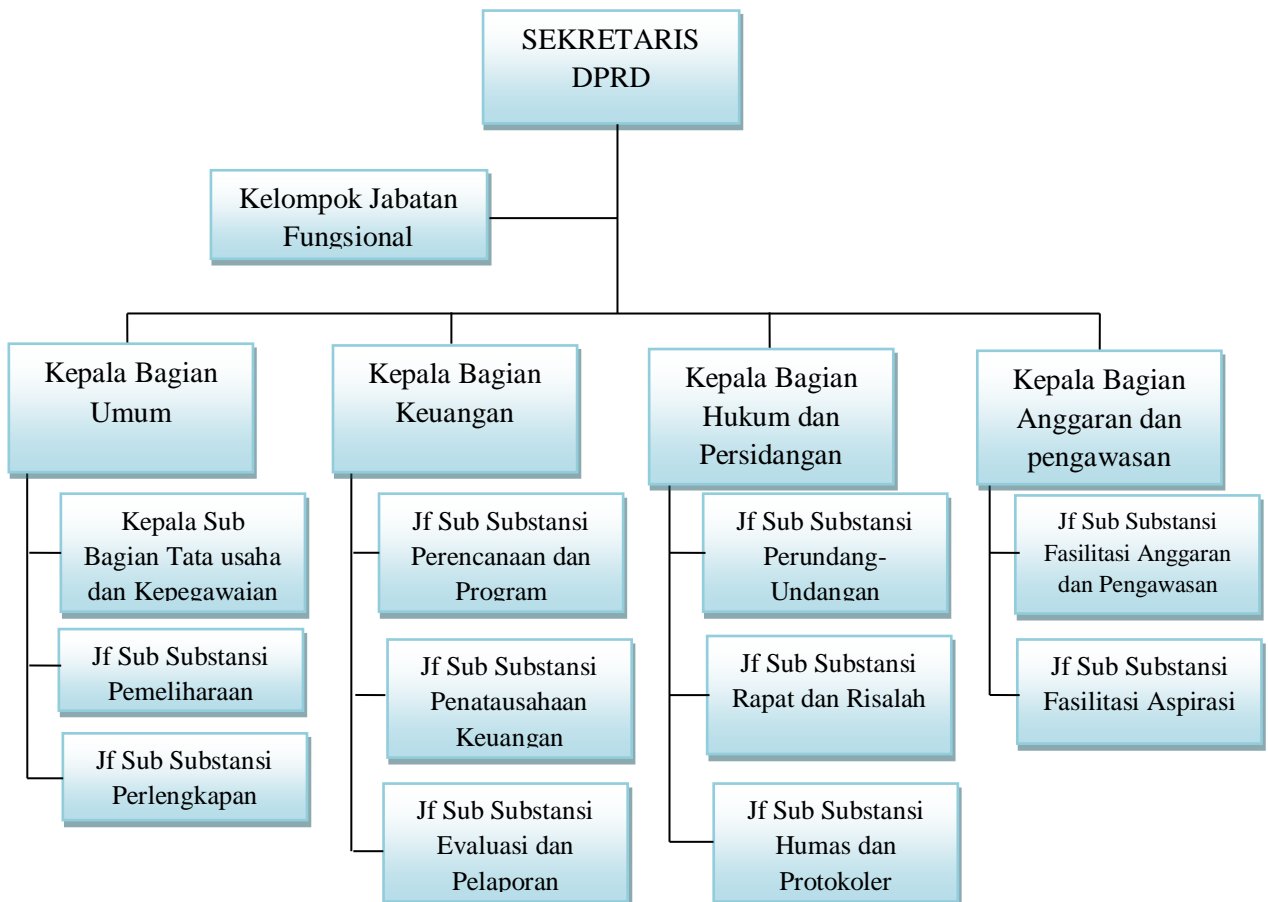 SEKRETARIS
DPRD
Kelompok Jabatan
Fungsional
Kepala Bagian
Umum
Kepala Bagian
Keuangan
Kepala Bagian
Hukum dan
Persidangan
Kepala Bagian
Anggaran dan
pengawasan
Kepala Sub
Bagian Tata usaha
dan Kepegawaian
Jf Sub Substansi
Pemeliharaan
Jf Sub Substansi
Perlengkapan
Jf Sub Substansi
Perencanaan dan
Program
Jf Sub Substansi
Penatausahaan
Keuangan
Jf Sub Substansi
Evaluasi dan
Pelaporan
Jf Sub Substansi
Perundang-
Undangan
Jf Sub Substansi
Rapat dan Risalah
Jf Sub Substansi
Humas dan
Protokoler
Jf Sub Substansi
Fasilitasi Anggaran
dan Pengawasan
Jf Sub Substansi
Fasilitasi Aspirasi